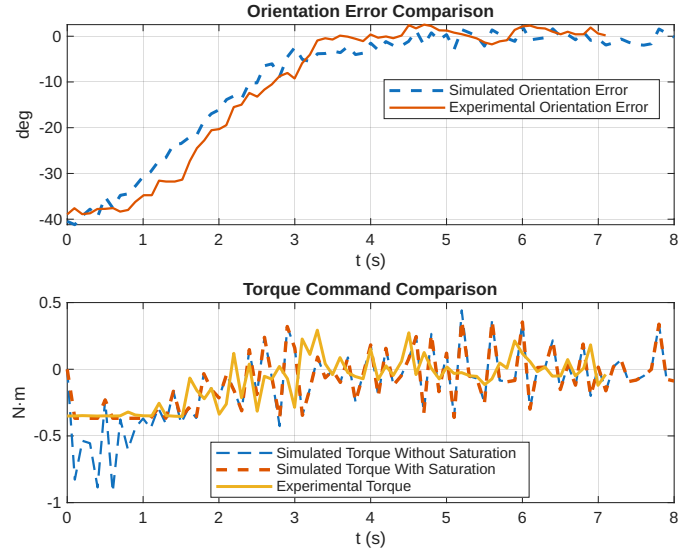 Orientation Error Comparison
0
-10
-20
-30
-40
deg
Simulated Orientation Error
Experimental Orientation Error
0 1 2 3 4 5 6 7 8
t (s)
Torque Command Comparison
0.5
0
-0.5
-1
N·m
Simulated Torque Without Saturation
Simulated Torque With Saturation
Experimental Torque
0 1 2 3 4 5 6 7 8
t (s)